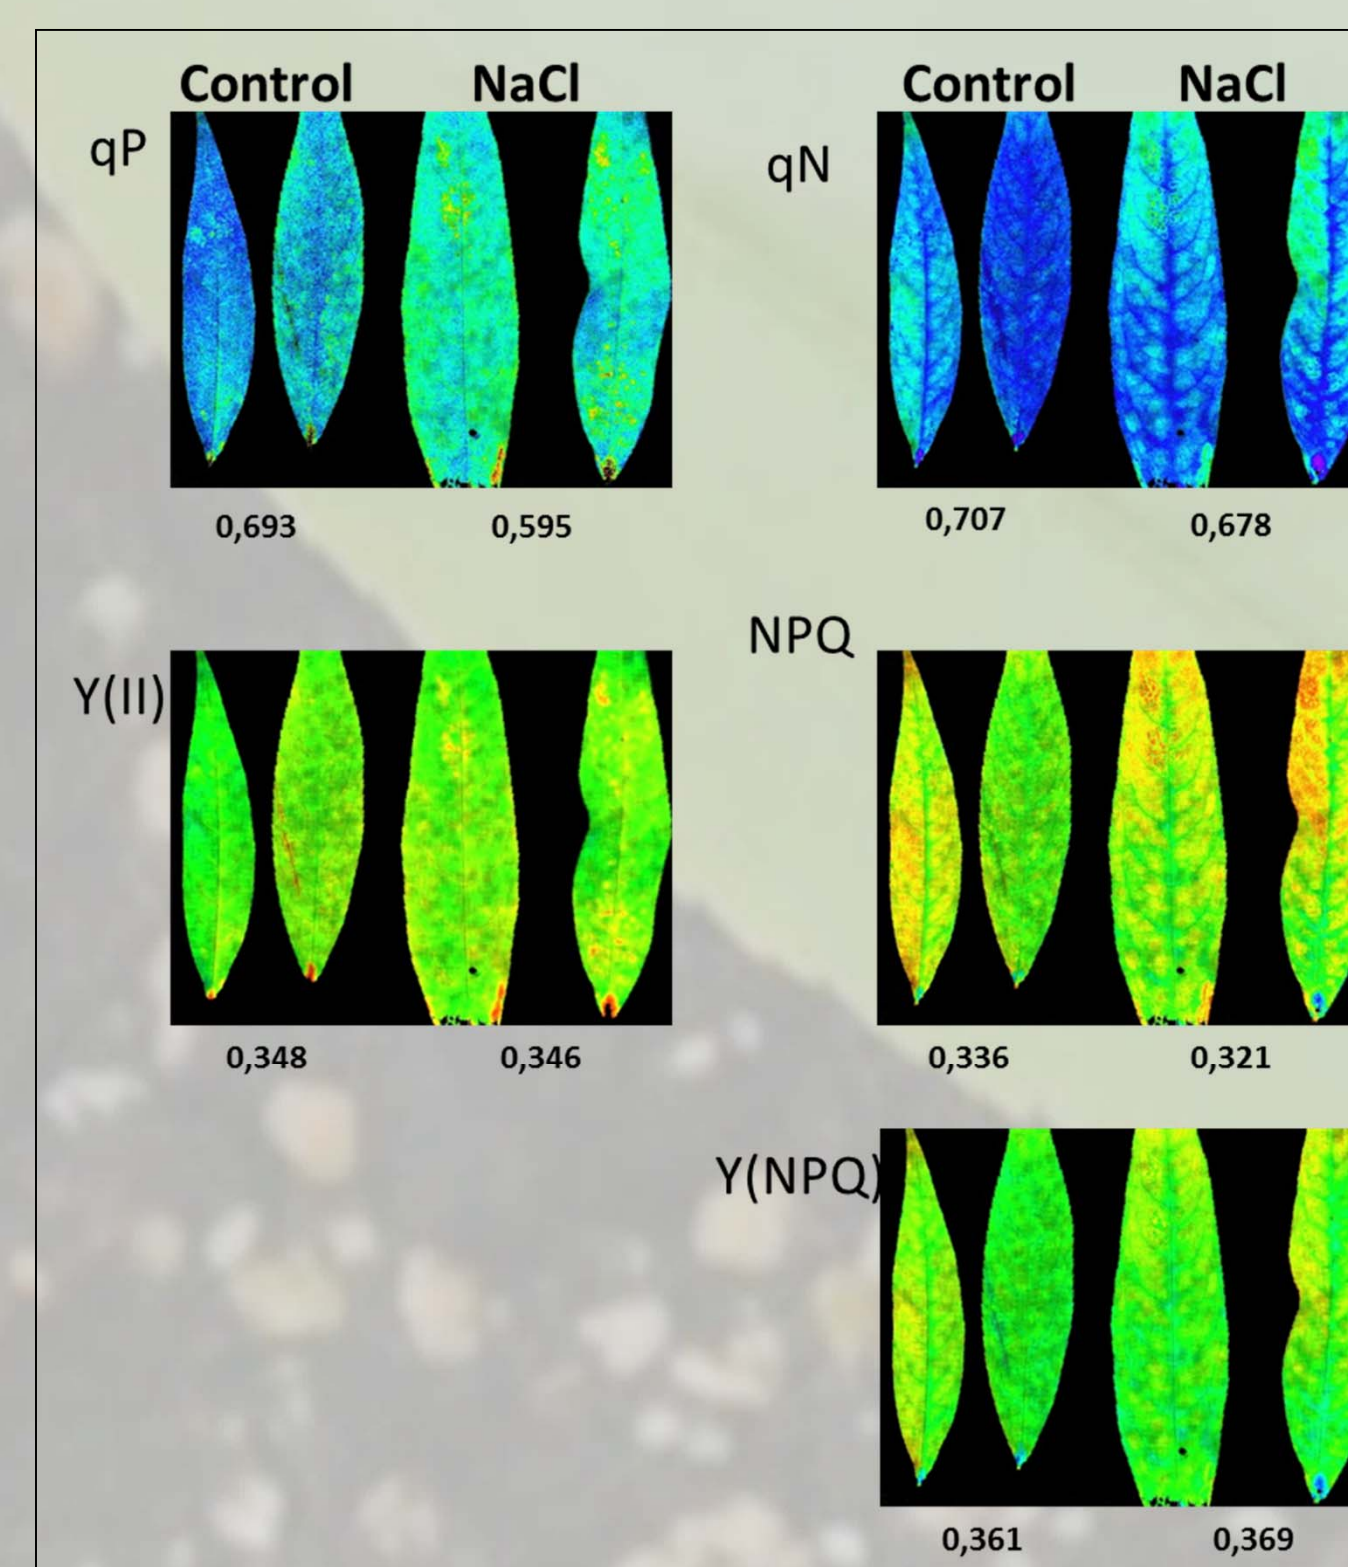 Control NaCl
qP
0,693 0,595
Control NaCl
qN
0,707 0,678
Y(II)
0,348 0,346
NPQ
0,336 0,321
Y(NPQ)
0,361 0,369